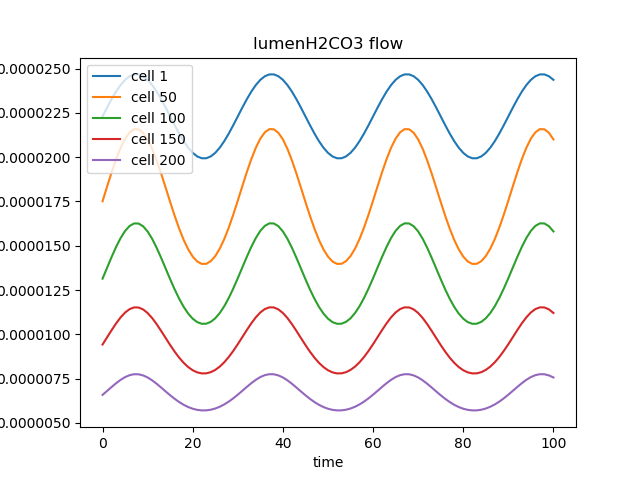 lumenH2CO3 flow
cell 1
cell 50
cell 100
cell 150
cell 200
0.0000250
0.0000225
0.0000200
0.0000175
0.0000150
0.0000125
0.0000100
0.0000075
0.0000050
0 20 40 60 80 100
time